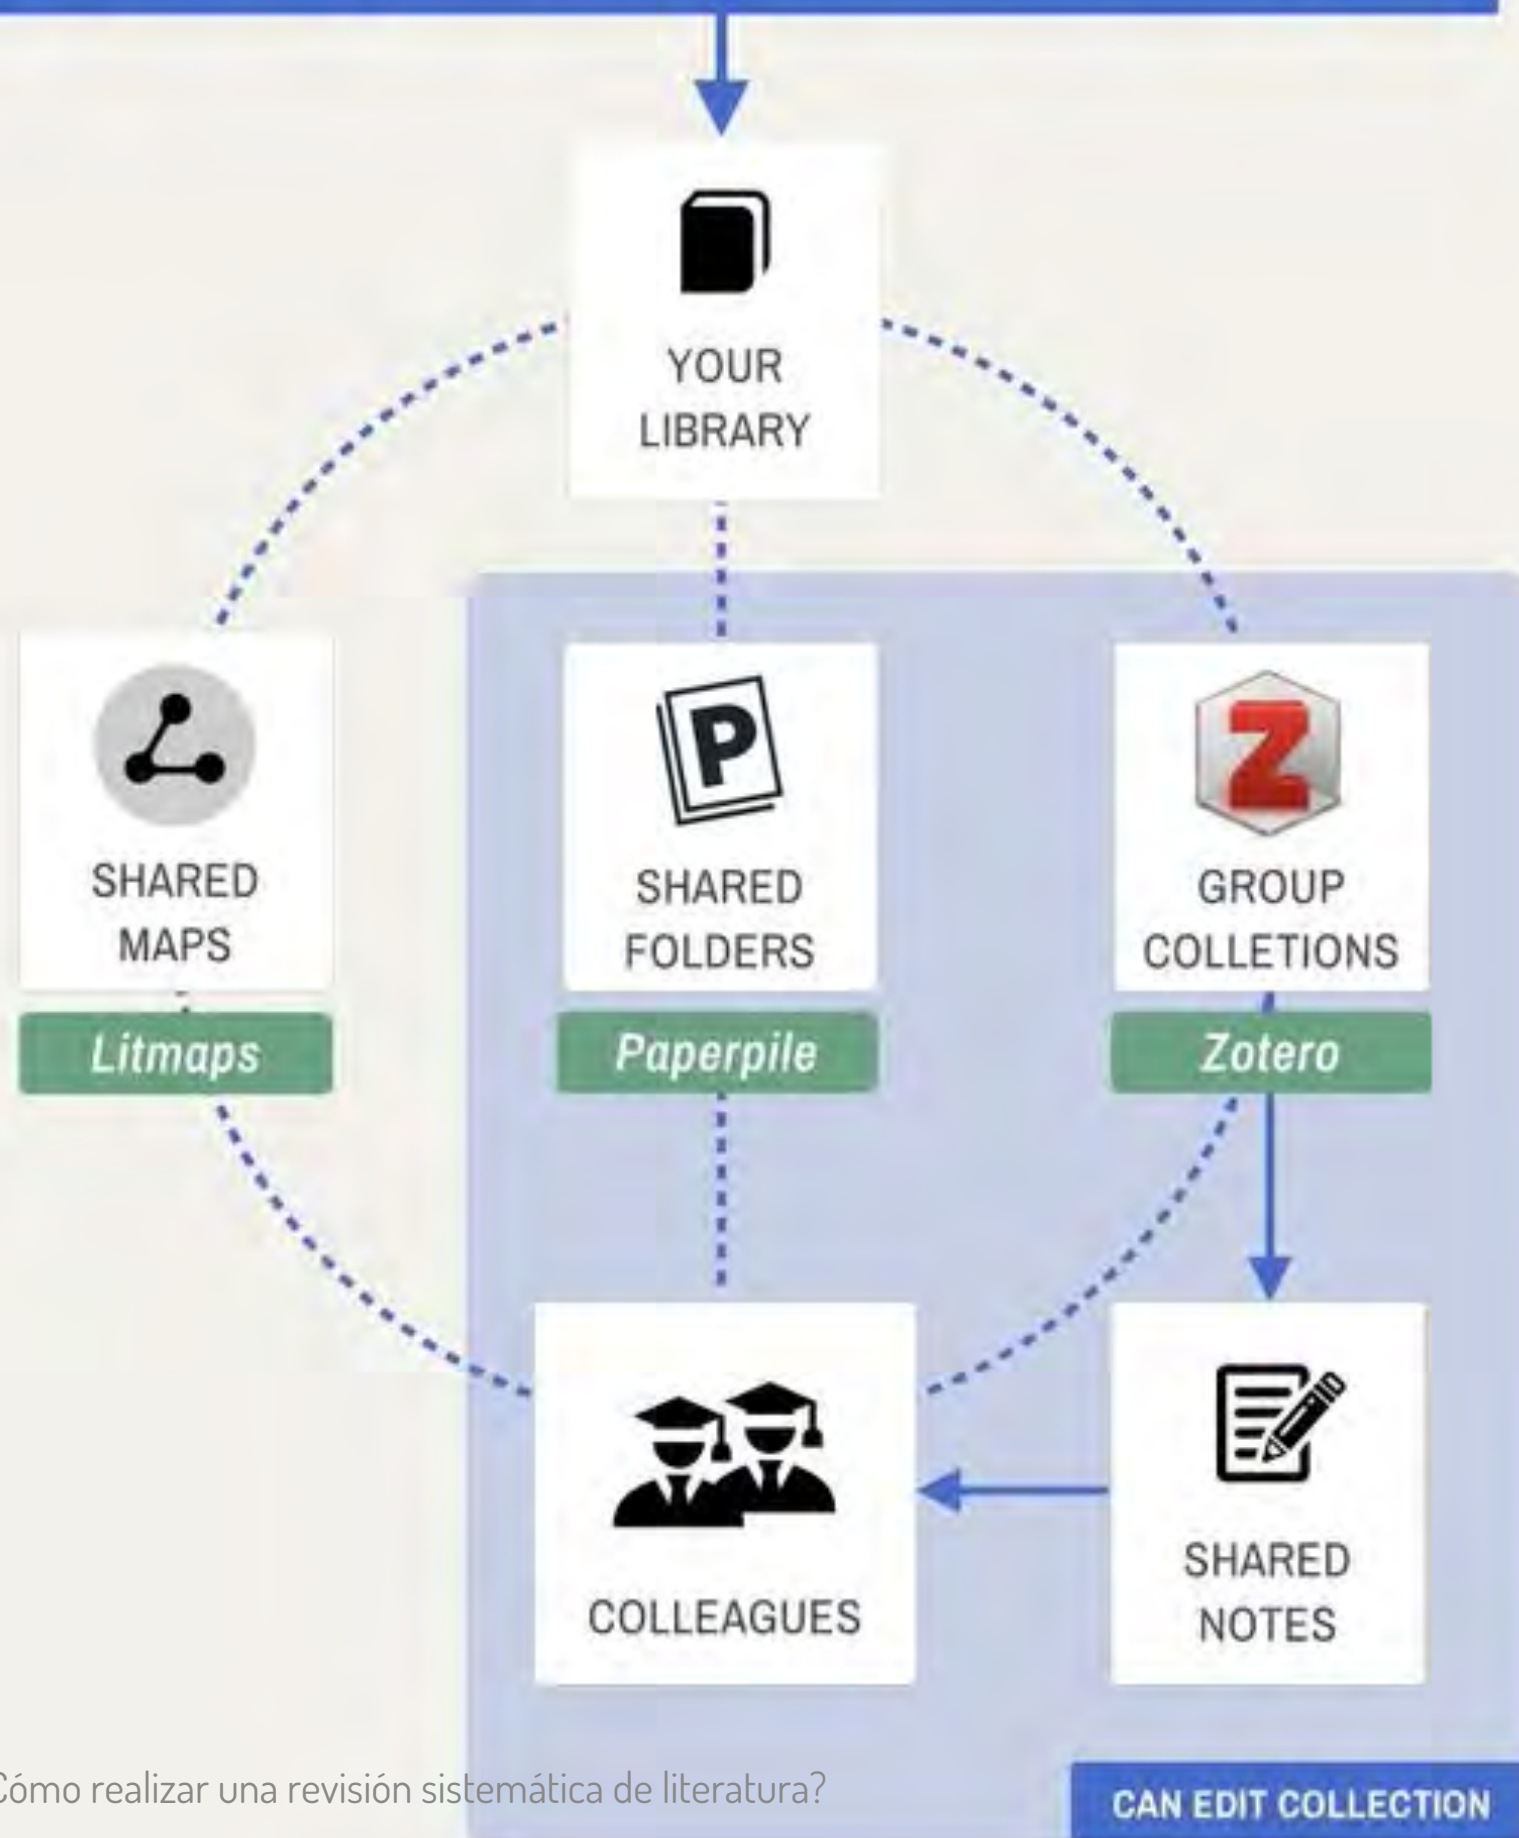 YOUR
LIBRARY
SHARED
MAPS
P
SHARED
FOLDERS
Z
GROUP
COLLETIONS
Litmaps
Paperpile
Zotero
COLLEAGUES
SHARED
NOTES
Cómo realizar una revisión sistemática de literatura?
CAN EDIT COLLECTION